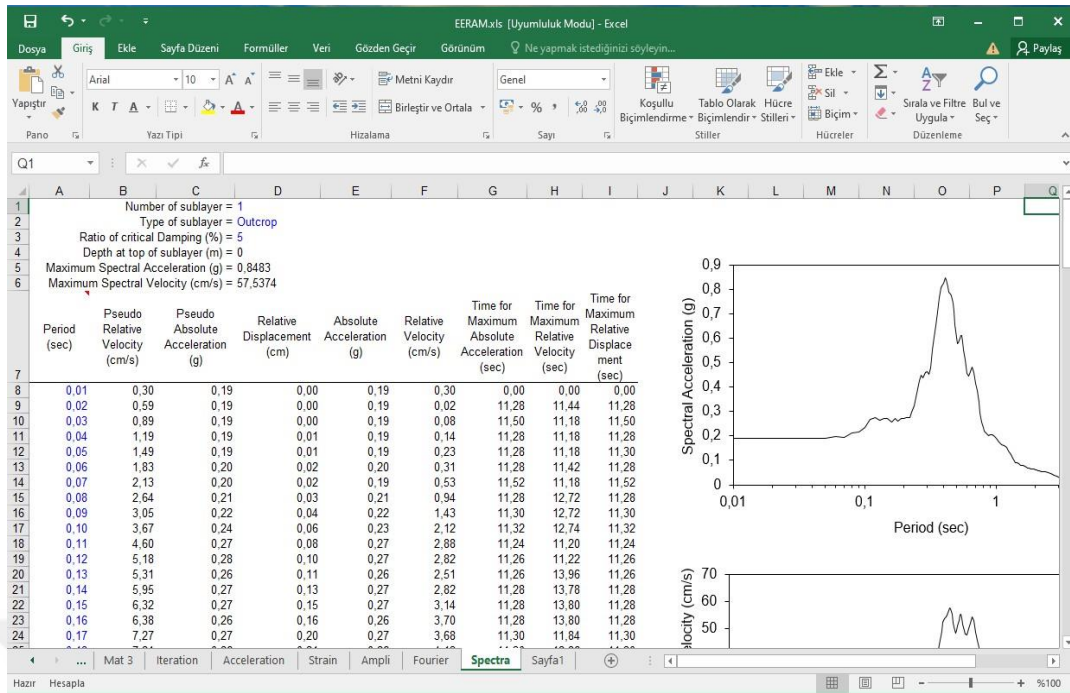 EERAM.xls [Uyumluluk Modu] - Excel
Dosya Giriş Ekle Sayfa Düzeni Formüller Veri Gözden Geçir Görünüm Ne yapmak istediğinizi söyleyin... Paylaş
Yapıştır
Pano
Arial 10
K T A
Yazı Tipi
Metni Kaydır
Birleştir ve Ortala
Hizalama
Genel
Sayı
Koşullu Biçimlendirme
Tablo Olarak Biçimlendir
Hücre Stilleri
Stiller
Ekle
Sil
Biçim
Hücreler
Sırala ve Filtre Uygula
Bul ve Seç
Düzenleme
Q1 fx
A B C D E F G H I J K L M N O P Q
1 Number of sublayer = 1
2 Type of sublayer = Outcrop
3 Ratio of critical Damping (%) = 5
4 Depth at top of sublayer (m) = 0
5 Maximum Spectral Acceleration (g) = 0,8483
6 Maximum Spectral Velocity (cm/s) = 57,5374
7 Period (sec) Pseudo Relative Velocity (cm/s) Pseudo Absolute Acceleration (g) Relative Displacement (cm) Absolute Acceleration (g) Relative Velocity (cm/s) Time for Maximum Absolute Acceleration (sec) Time for Maximum Relative Velocity (sec) Time for Maximum Relative Displace ment (sec)
8 0,01 0,30 0,19 0,00 0,19 0,30 0,00 0,00 0,00
9 0,02 0,59 0,19 0,00 0,19 0,02 11,28 11,44 11,28
10 0,03 0,89 0,19 0,00 0,19 0,08 11,50 11,18 11,50
11 0,04 1,19 0,19 0,01 0,19 0,14 11,28 11,18 11,28
12 0,05 1,49 0,19 0,01 0,19 0,23 11,28 11,18 11,30
13 0,06 1,83 0,20 0,02 0,20 0,31 11,28 11,42 11,28
14 0,07 2,13 0,20 0,02 0,19 0,53 11,52 11,18 11,52
15 0,08 2,64 0,21 0,03 0,21 0,94 11,28 12,72 11,28
16 0,09 3,05 0,22 0,04 0,22 1,43 11,30 12,72 11,30
17 0,10 3,67 0,24 0,06 0,23 2,12 11,32 12,74 11,32
18 0,11 4,60 0,27 0,08 0,27 2,88 11,24 11,20 11,24
19 0,12 5,18 0,28 0,10 0,27 2,82 11,26 11,22 11,26
20 0,13 5,31 0,26 0,11 0,26 2,51 11,26 13,96 11,26
21 0,14 5,95 0,27 0,13 0,27 2,82 11,28 13,78 11,28
22 0,15 6,32 0,27 0,15 0,27 3,14 11,28 13,80 11,28
23 0,16 6,38 0,26 0,16 0,26 3,70 11,28 13,80 11,28
24 0,17 7,27 0,27 0,20 0,27 3,68 11,30 11,84 11,30
Spectral Acceleration (g)
0,9
0,8
0,7
0,6
0,5
0,4
0,3
0,2
0,1
0
0,01 0,1 1
Period (sec)
70
60
50
elocity (cm/s)
... Mat 3 Iteration Acceleration Strain Ampli Fourier Spectra Sayfa1
Hazır Hesapla %100